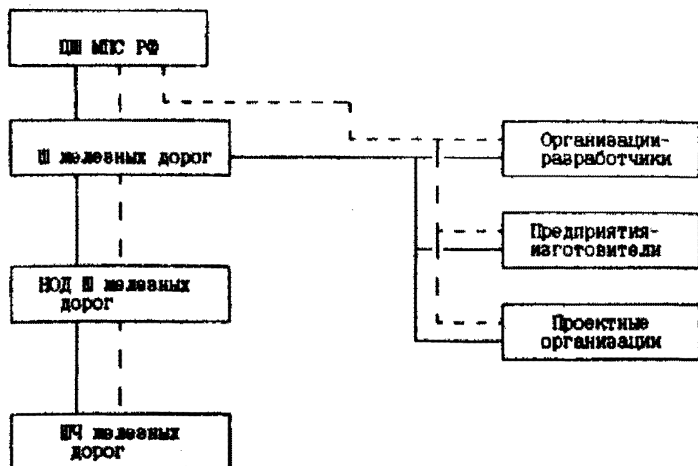 ЦШ МПС РФ
Ш железных дорог
НОД Ш железных
дорог
ШЧ железных
дорог
Организации-
разработчики
Предприятия-
изготовители
Проектные
организации